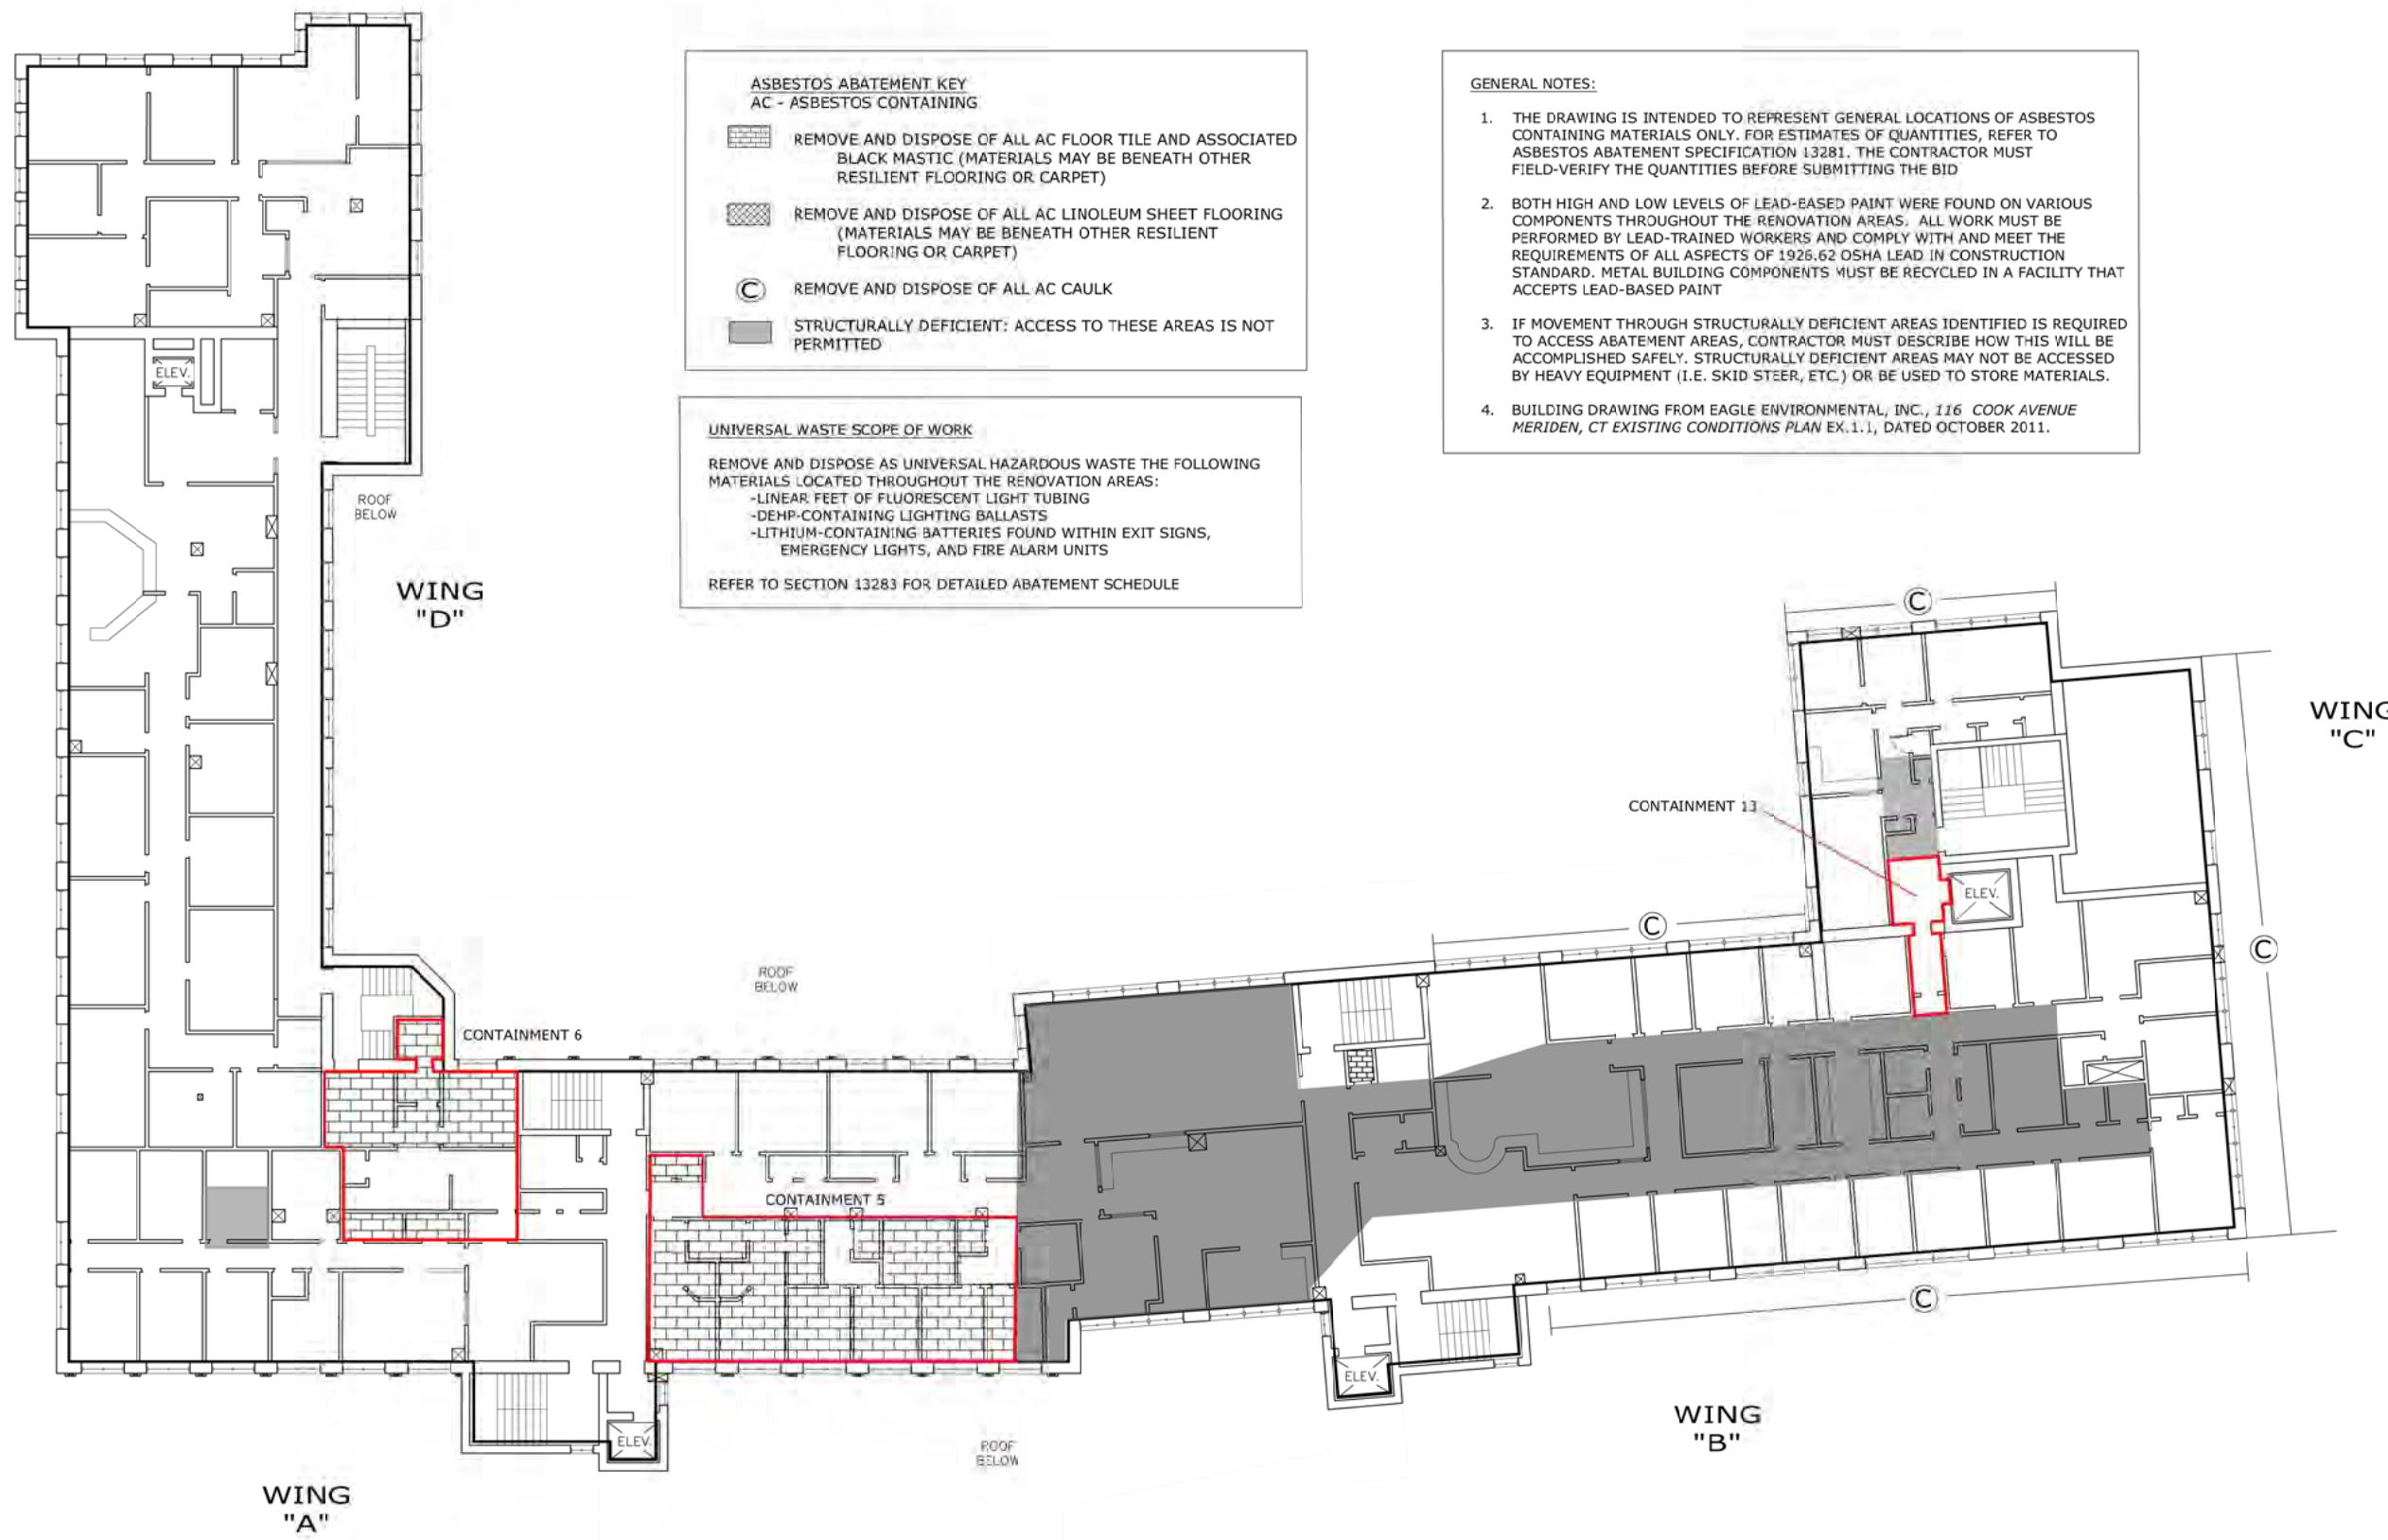 ASBESTOS ABATEMENT KEY
AC - ASBESTOS CONTAINING
REMOVE AND DISPOSE OF ALL AC FLOOR TILE AND ASSOCIATED
BLACK MASTIC (MATERIALS MAY BE BENEATH OTHER
RESILIENT FLOORING OR CARPET)
REMOVE AND DISPOSE OF ALL AC LINOLEUM SHEET FLOORING
(MATERIALS MAY BE BENEATH OTHER RESILIENT
FLOORING OR CARPET)
C REMOVE AND DISPOSE OF ALL AC CAULK
STRUCTURALLY DEFICIENT: ACCESS TO THESE AREAS IS NOT
PERMITTED
UNIVERSAL WASTE SCOPE OF WORK
REMOVE AND DISPOSE AS UNIVERSAL HAZARDOUS WASTE THE FOLLOWING
MATERIALS LOCATED THROUGHOUT THE RENOVATION AREAS:
-LINEAR FEET OF FLUORESCENT LIGHT TUBING
-DEHP-CONTAINING LIGHTING BALLASTS
-LITHIUM-CONTAINING BATTERIES FOUND WITHIN EXIT SIGNS,
EMERGENCY LIGHTS, AND FIRE ALARM UNITS
REFER TO SECTION 13283 FOR DETAILED ABATEMENT SCHEDULE
GENERAL NOTES:
1. THE DRAWING IS INTENDED TO REPRESENT GENERAL LOCATIONS OF ASBESTOS
CONTAINING MATERIALS ONLY. FOR ESTIMATES OF QUANTITIES, REFER TO
ASBESTOS ABATEMENT SPECIFICATION 13281. THE CONTRACTOR MUST
FIELD-VERIFY THE QUANTITIES BEFORE SUBMITTING THE BID
2. BOTH HIGH AND LOW LEVELS OF LEAD-BASED PAINT WERE FOUND ON VARIOUS
COMPONENTS THROUGHOUT THE RENOVATION AREAS. ALL WORK MUST BE
PERFORMED BY LEAD-TRAINED WORKERS AND COMPLY WITH AND MEET THE
REQUIREMENTS OF ALL ASPECTS OF 1926.62 OSHA LEAD IN CONSTRUCTION
STANDARD. METAL BUILDING COMPONENTS MUST BE RECYCLED IN A FACILITY THAT
ACCEPTS LEAD-BASED PAINT
3. IF MOVEMENT THROUGH STRUCTURALLY DEFICIENT AREAS IDENTIFIED IS REQUIRED
TO ACCESS ABATEMENT AREAS, CONTRACTOR MUST DESCRIBE HOW THIS WILL BE
ACCOMPLISHED SAFELY. STRUCTURALLY DEFICIENT AREAS MAY NOT BE ACCESSED
BY HEAVY EQUIPMENT (I.E. SKID STEER, ETC.) OR BE USED TO STORE MATERIALS.
4. BUILDING DRAWING FROM EAGLE ENVIRONMENTAL, INC., 116 COOK AVENUE
MERIDEN, CT EXISTING CONDITIONS PLAN EX.1.1, DATED OCTOBER 2011.
ELEV.
ROOF
BELOW
WING
"D"
C
WING
"C"
CONTAINMENT 13
ELEV.
C
C
ROOF
BELOW
CONTAINMENT 6
CONTAINMENT 5
C
ELEV.
WING
"B"
ELEV.
ROOF
BELOW
WING
"A"